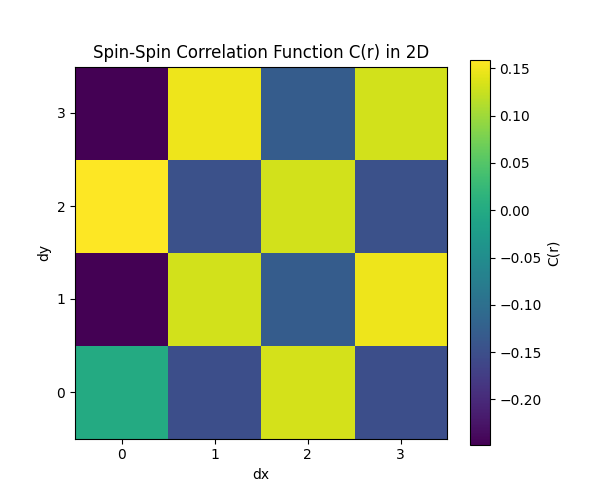 Spin-Spin Correlation Function C(r) in 2D
3
2
1
0
dy
0 1 2 3
dx
0.15
0.10
0.05
0.00
−0.05
−0.10
−0.15
−0.20
C(r)